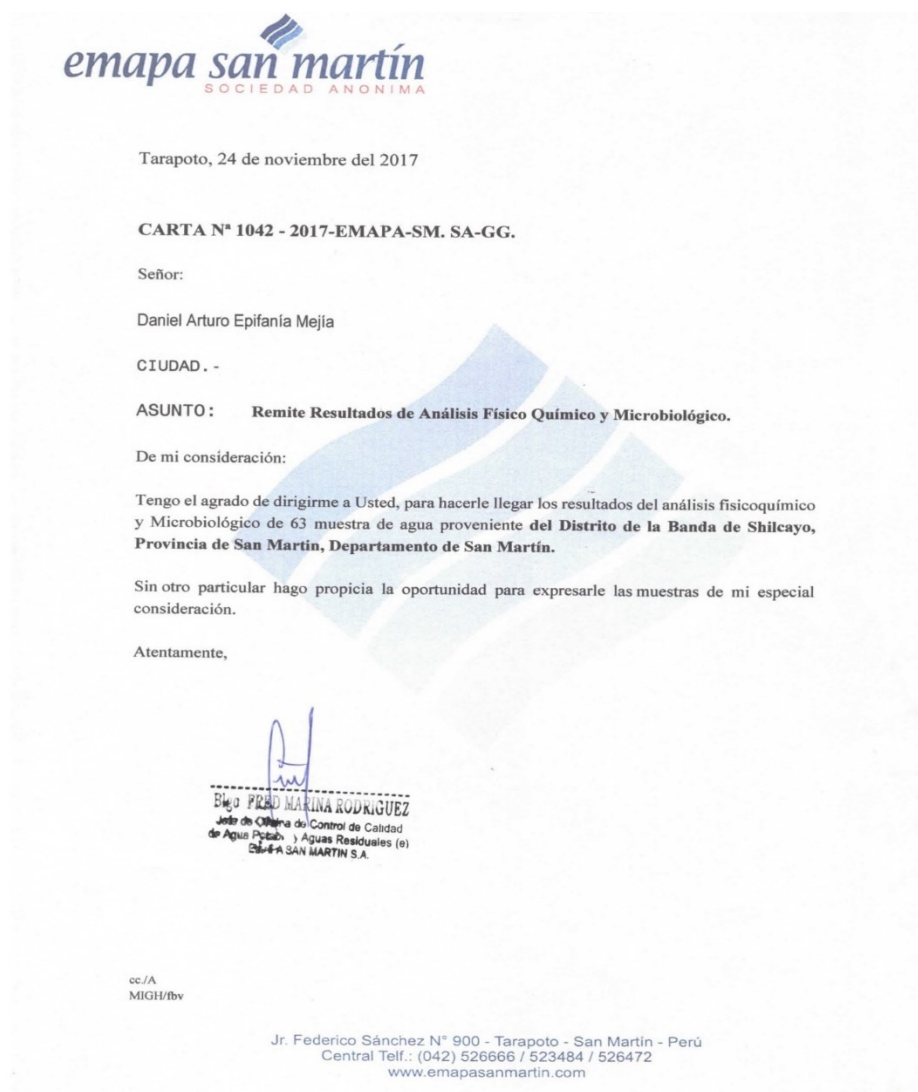 emapa san martín
SOCIEDAD ANONIMA
Tarapoto, 24 de noviembre del 2017
CARTA Nª 1042 - 2017-EMAPA-SM. SA-GG.
Señor:
Daniel Arturo Epifanía Mejía
CIUDAD. -
ASUNTO: Remite Resultados de Análisis Físico Químico y Microbiológico.
De mi consideración:
Tengo el agrado de dirigirme a Usted, para hacerle llegar los resultados del análisis fisicoquímico
y Microbiológico de 63 muestra de agua proveniente del Distrito de la Banda de Shilcayo,
Provincia de San Martin, Departamento de San Martín.
Sin otro particular hago propicia la oportunidad para expresarle las muestras de mi especial
consideración.
Atentamente,
Blgo FRED MARINA RODRIGUEZ
Jefe de Oficina de Control de Calidad
de Agua Potab. y Aguas Residuales (e)
SAN MARTIN S.A.
cc./A
MIGH/fbv
Jr. Federico Sánchez N° 900 - Tarapoto - San Martín - Perú
Central Telf.: (042) 526666 / 523484 / 526472
www.emapasanmartin.com